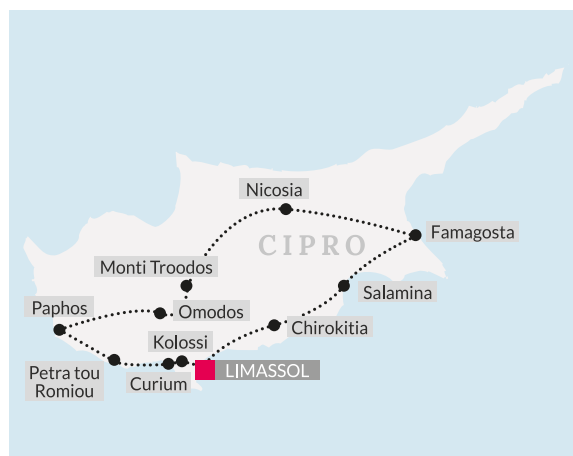 Nicosia
CIPRO
Famagosta
Monti Troodos
Salamina
Paphos
Omodos
Chirokitia
Kolossi
Petra tou
Romiou
Curium
LIMASSOL